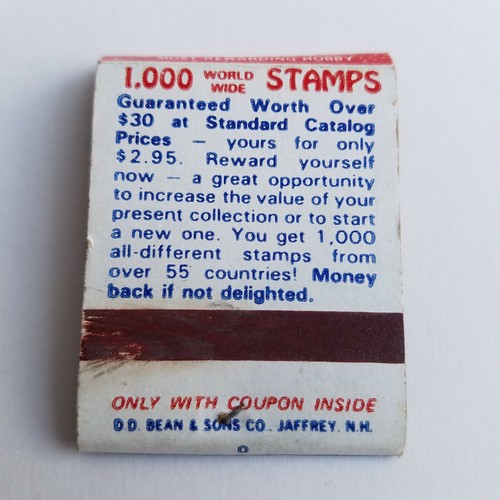 MOST REWARDING HOBBY
1,000 WORLD WIDE STAMPS
Guaranteed Worth Over
$30 at Standard Catalog
Prices — yours for only
$2.95. Reward yourself
now — a great opportunity
to increase the value of your
present collection or to start
a new one. You get 1,000
all-different stamps from
over 55 countries! Money
back if not delighted.
ONLY WITH COUPON INSIDE
D.D. BEAN & SONS CO., JAFFREY, N.H.